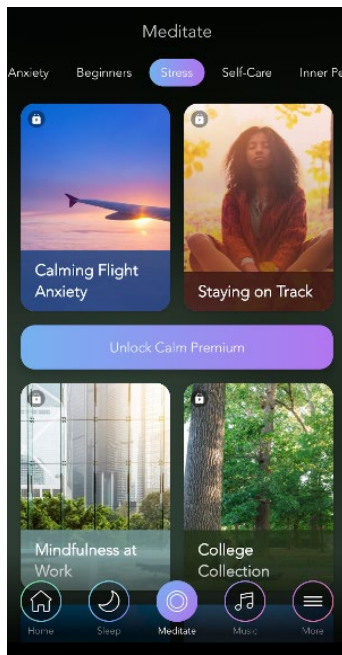 Meditate
Anxiety Beginners Stress Self-Care Inner
Calming Flight
Anxiety
Staying on Track
Unlock Calm Premium
Mindfulness at
Work
College
Collection
Home Sleep Meditate Music More